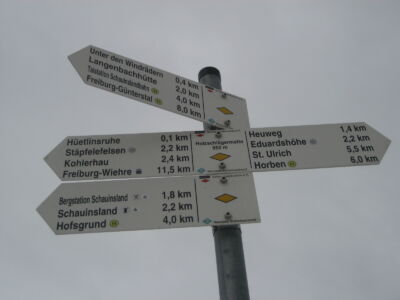 Unter den Windrädern 0,4 km
Langenbachhütte 2,0 km
Talstation Schauinslandbahn 4,0 km
Freiburg-Günterstal 8,0 km
Hüetlinsruhe 0,1 km
Stäpfelefelsen 2,2 km
Kohlerhau 2,4 km
Freiburg-Wiehre 11,5 km
Holzschlägermatte
950 m
Heuweg 1,4 km
Eduardshöhe 2,2 km
St. Ulrich 5,5 km
Horben 6,0 km
Bergstation Schauinsland 1,8 km
Schauinsland 2,2 km
Hofsgrund 4,0 km